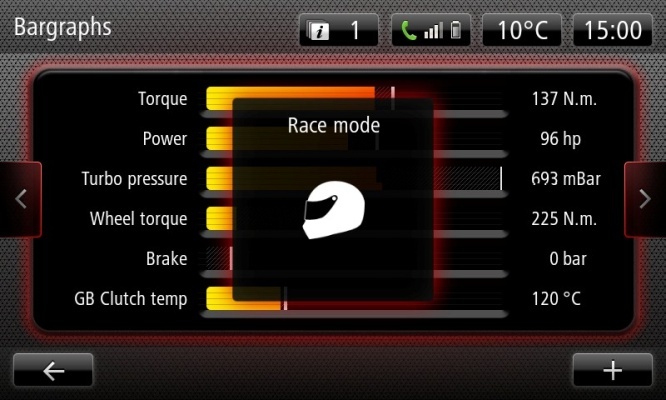 Bargraphs
i 1
10°C
15:00
Torque 137 N.m.
Race mode
Power 96 hp
Turbo pressure 693 mBar
Wheel torque 225 N.m.
Brake 0 bar
GB Clutch temp 120 °C